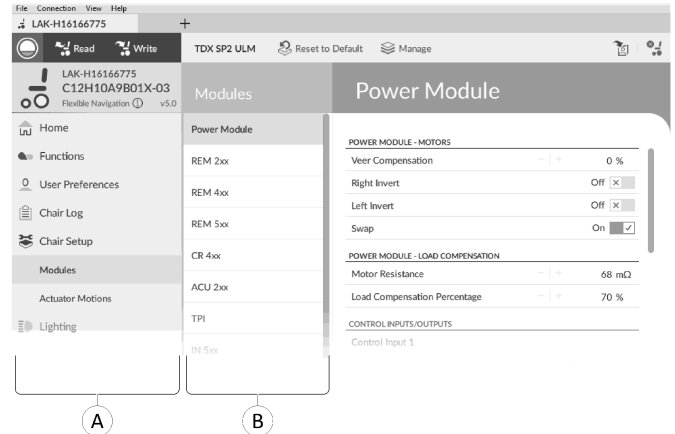 File Connection View Help
LAK-H16166775 +
Read Write TDX SP2 ULM Reset to Default Manage
LAK-H16166775
C12H10A9B01X-03
Flexible Navigation v5.0
Modules
Power Module
Home
Functions
User Preferences
Chair Log
Chair Setup
Modules
Actuator Motions
Lighting
Power Module
REM 2xx
REM 4xx
REM 5xx
CR 4xx
ACU 2xx
TPI
IN 5xx
POWER MODULE - MOTORS
Veer Compensation − + 0 %
Right Invert Off
Left Invert Off
Swap On
POWER MODULE - LOAD COMPENSATION
Motor Resistance − + 68 mΩ
Load Compensation Percentage − + 70 %
CONTROL INPUTS/OUTPUTS
Control Input 1
A
B